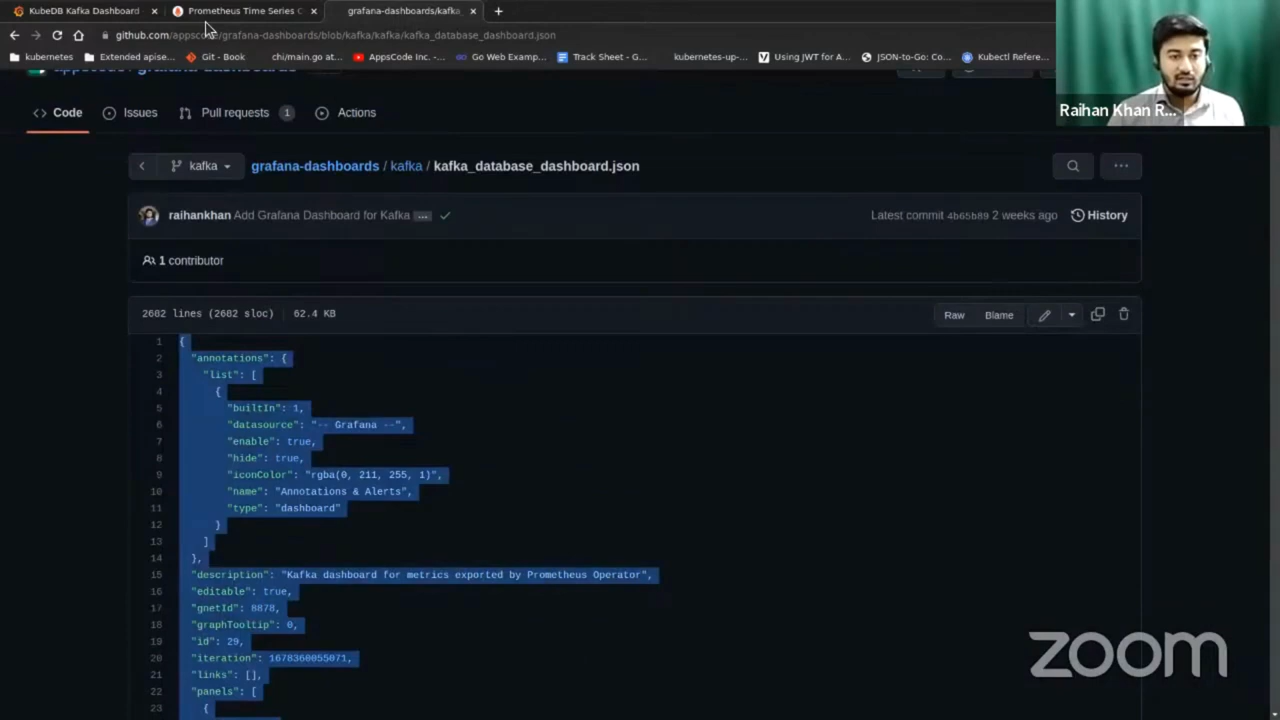 KubeDB Kafka Dashboard
Prometheus Time Series C
grafana-dashboards/kafka_
github.com/appscode/grafana-dashboards/blob/kafka/kafka/kafka_database_dashboard.json
kubernetes
Extended apise...
Git - Book
chi/main.go at...
AppsCode Inc. -...
Go Web Examp...
Track Sheet - G...
kubernetes-up-...
Using JWT for A...
JSON-to-Go: C...
Kubectl Refere...
Raihan Khan R...
Code
Issues
Pull requests 1
Actions
kafka
grafana-dashboards / kafka / kafka_database_dashboard.json
raihankhan Add Grafana Dashboard for Kafka ...
Latest commit 4b65b89 2 weeks ago
History
1 contributor
2682 lines (2682 sloc) | 62.4 KB
Raw
Blame
1 {
2 "annotations": {
3 "list": [
4 {
5 "builtIn": 1,
6 "datasource": "-- Grafana --",
7 "enable": true,
8 "hide": true,
9 "iconColor": "rgba(0, 211, 255, 1)",
10 "name": "Annotations & Alerts",
11 "type": "dashboard"
12 }
13 ]
14 },
15 "description": "Kafka dashboard for metrics exported by Prometheus Operator",
16 "editable": true,
17 "gnetId": 8878,
18 "graphTooltip": 0,
19 "id": 29,
20 "iteration": 1678360055071,
21 "links": [],
22 "panels": [
23 {
zoom